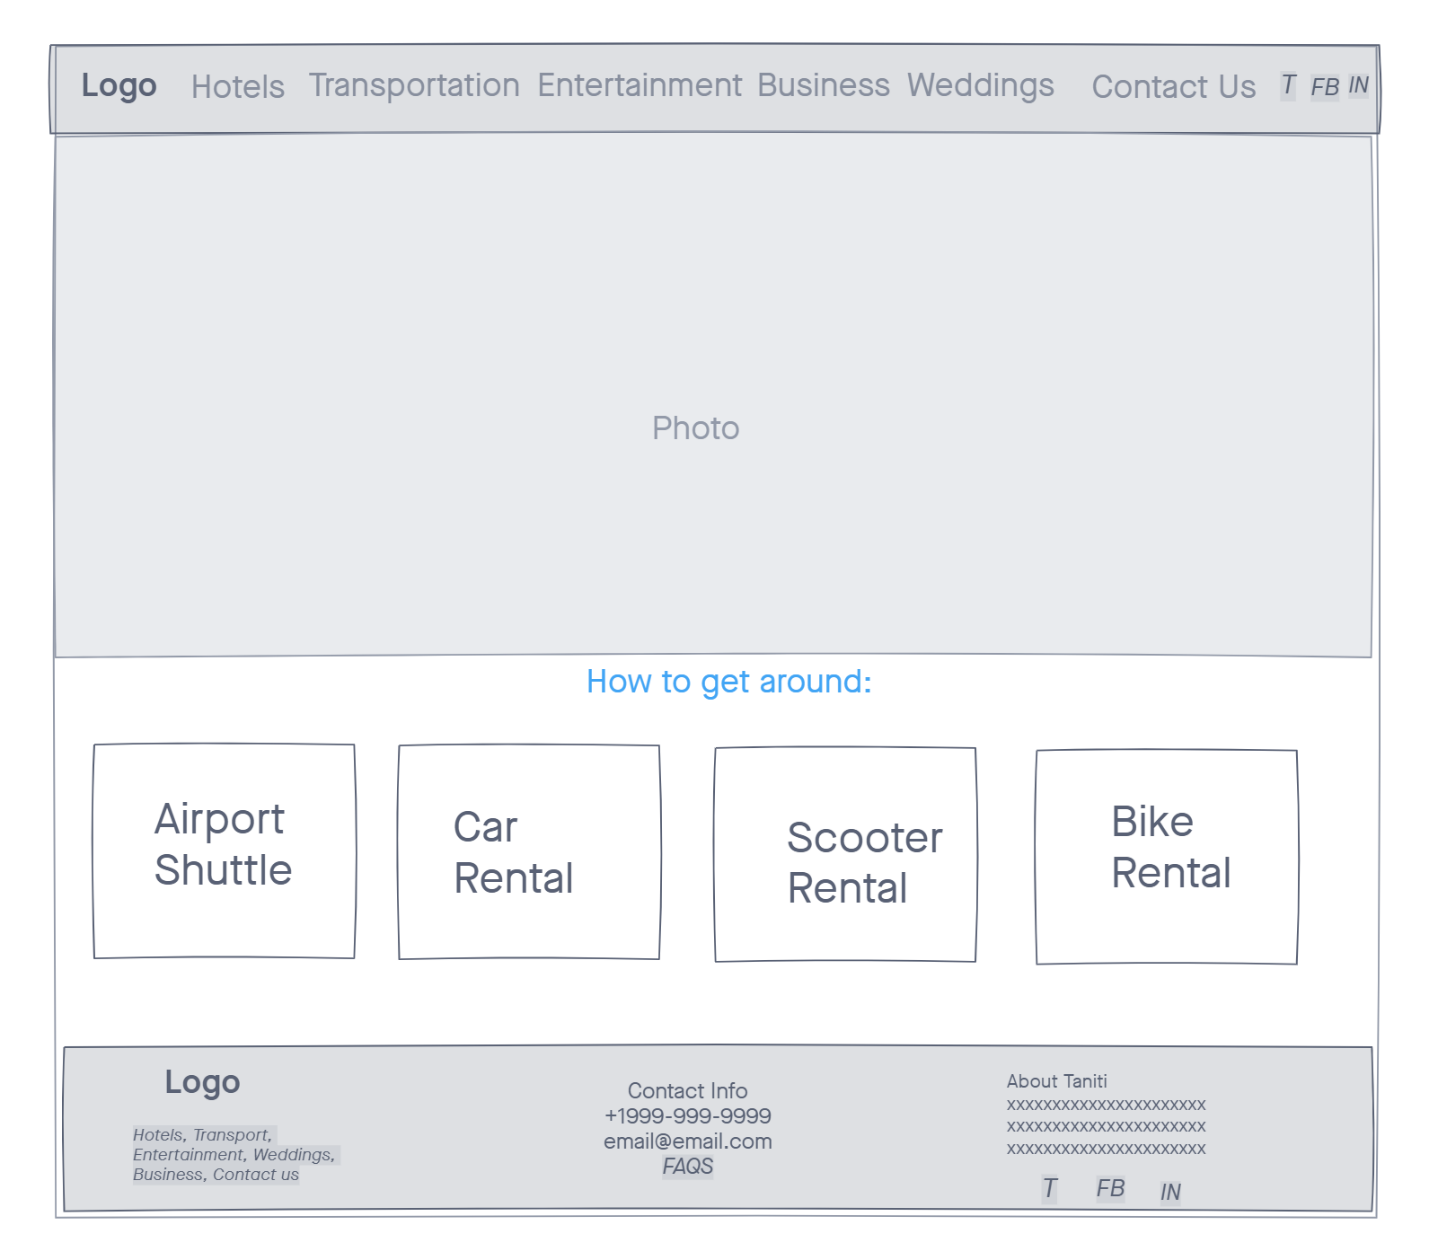 Logo Hotels Transportation Entertainment Business Weddings Contact Us T FB IN
Photo
How to get around:
Airport
Shuttle
Car
Rental
Scooter
Rental
Bike
Rental
Logo
Hotels, Transport,
Entertainment, Weddings,
Business, Contact us
Contact Info
+1999-999-9999
email@email.com
FAQS
About Taniti
xxxxxxxxxxxxxxxxxxxxxx
xxxxxxxxxxxxxxxxxxxxxx
xxxxxxxxxxxxxxxxxxxxxx
T FB IN